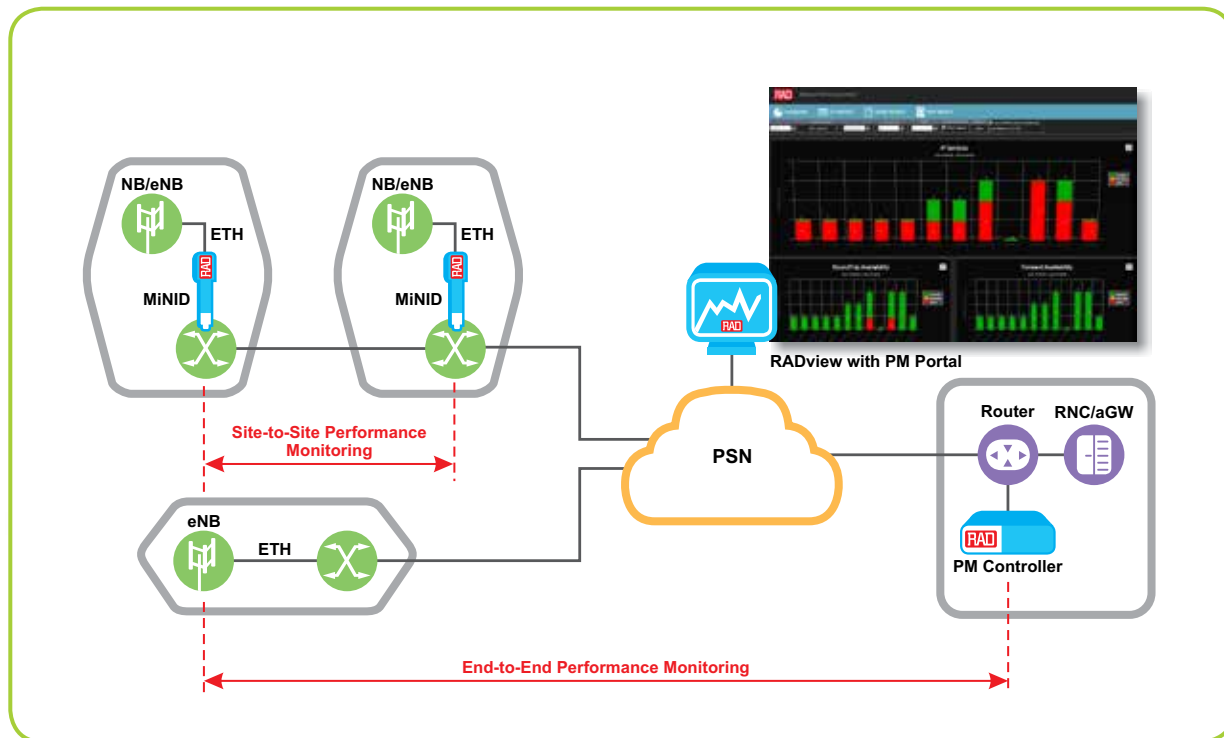 RAD
NB/eNB
NB/eNB
ETH
ETH
RAD
RAD
MiNID
MiNID
RAD
RADview with PM Portal
Site-to-Site Performance
Monitoring
PSN
Router
RNC/aGW
eNB
ETH
RAD
PM Controller
End-to-End Performance Monitoring